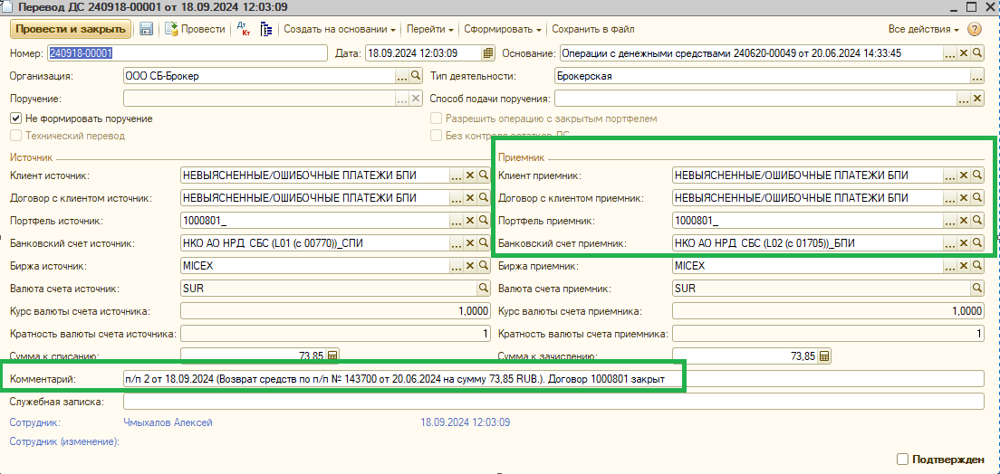 Перевод ДС 240918-00001 от 18.09.2024 12:03:09
Провести и закрыть Провести Дт Кт Создать на основании Перейти Сформировать Сохранить в файл Все действия ?
Номер: 240918-00001 Дата: 18.09.2024 12:03:09 Основание: Операции с денежными средствами 240620-00049 от 20.06.2024 14:33:45
Организация: ООО СБ-Брокер Тип деятельности: Брокерская
Поручение: Способ подачи поручения:
Не формировать поручение Разрешить операцию с закрытым портфелем
Технический перевод Без контроля остатков ДС
Источник Приемник
Клиент источник: НЕВЫЯСНЕННЫЕ/ОШИБОЧНЫЕ ПЛАТЕЖИ БПИ Клиент приемник: НЕВЫЯСНЕННЫЕ/ОШИБОЧНЫЕ ПЛАТЕЖИ БПИ
Договор с клиентом источник: НЕВЫЯСНЕННЫЕ/ОШИБОЧНЫЕ ПЛАТЕЖИ БПИ Договор с клиентом приемник: НЕВЫЯСНЕННЫЕ/ОШИБОЧНЫЕ ПЛАТЕЖИ БПИ
Портфель источник: 1000801_ Портфель приемник: 1000801_
Банковский счет источник: НКО АО НРД СБС (L01 (с 00770))_СПИ Банковский счет приемник: НКО АО НРД СБС (L02 (с 01705))_БПИ
Биржа источник: MICEX Биржа приемник: MICEX
Валюта счета источник: SUR Валюта счета приемник: SUR
Курс валюты счета источника: 1,0000 Курс валюты счета приемника: 1,0000
Кратность валюты счета источника: 1 Кратность валюты счета приемника: 1
Сумма к списанию: 73,85 Сумма к зачислению: 73,85
Комментарий: п/п 2 от 18.09.2024 (Возврат средств по п/п № 143700 от 20.06.2024 на сумму 73,85 RUB.). Договор 1000801 закрыт
Служебная записка:
Сотрудник: Чмыхалов Алексей 18.09.2024 12:03:09
Сотрудник (изменение):
Подтвержден